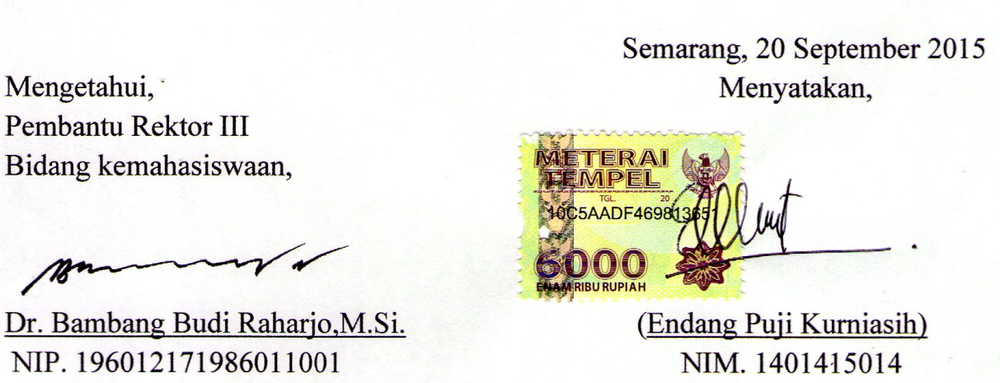 Semarang, 20 September 2015
Mengetahui,
Menyatakan,
Pembantu Rektor III
Bidang kemahasiswaan,
METERAI
TEMPEL
TGL. 20
10C5AADF469813651
6000
ENAM RIBU RUPIAH
Dr. Bambang Budi Raharjo,M.Si.
(Endang Puji Kurniasih)
NIP. 196012171986011001
NIM. 1401415014